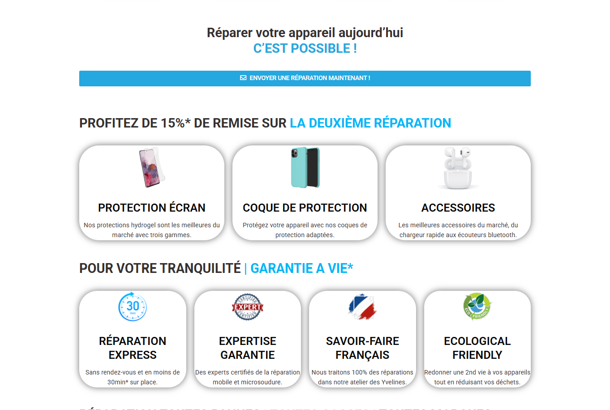 Réparer votre appareil aujourd’hui
C’EST POSSIBLE !
ENVOYER UNE RÉPARATION MAINTENANT !
PROFITEZ DE 15%* DE REMISE SUR LA DEUXIÈME RÉPARATION
PROTECTION ÉCRAN
Nos protections hydrogel sont les meilleures du
marché avec trois gammes.
COQUE DE PROTECTION
Protégez votre appareil avec nos coques de
protection adaptées.
ACCESSOIRES
Les meilleures accessoires du marché, du
chargeur rapide aux écouteurs bluetooth.
POUR VOTRE TRANQUILITÉ | GARANTIE A VIE*
30
RÉPARATION
EXPRESS
Sans rendez-vous et en moins de
30min* sur place.
EXPERT
EXPERTISE
GARANTIE
Des experts certifiés de la réparation
mobile et microsoudure.
SAVOIR-FAIRE
FRANÇAIS
Nous traitons 100% des réparations
dans notre atelier des Yvelines.
ECOLOGICAL
FRIENDLY
Redonner une 2nd vie à vos appareils
tout en réduisant vos déchets.